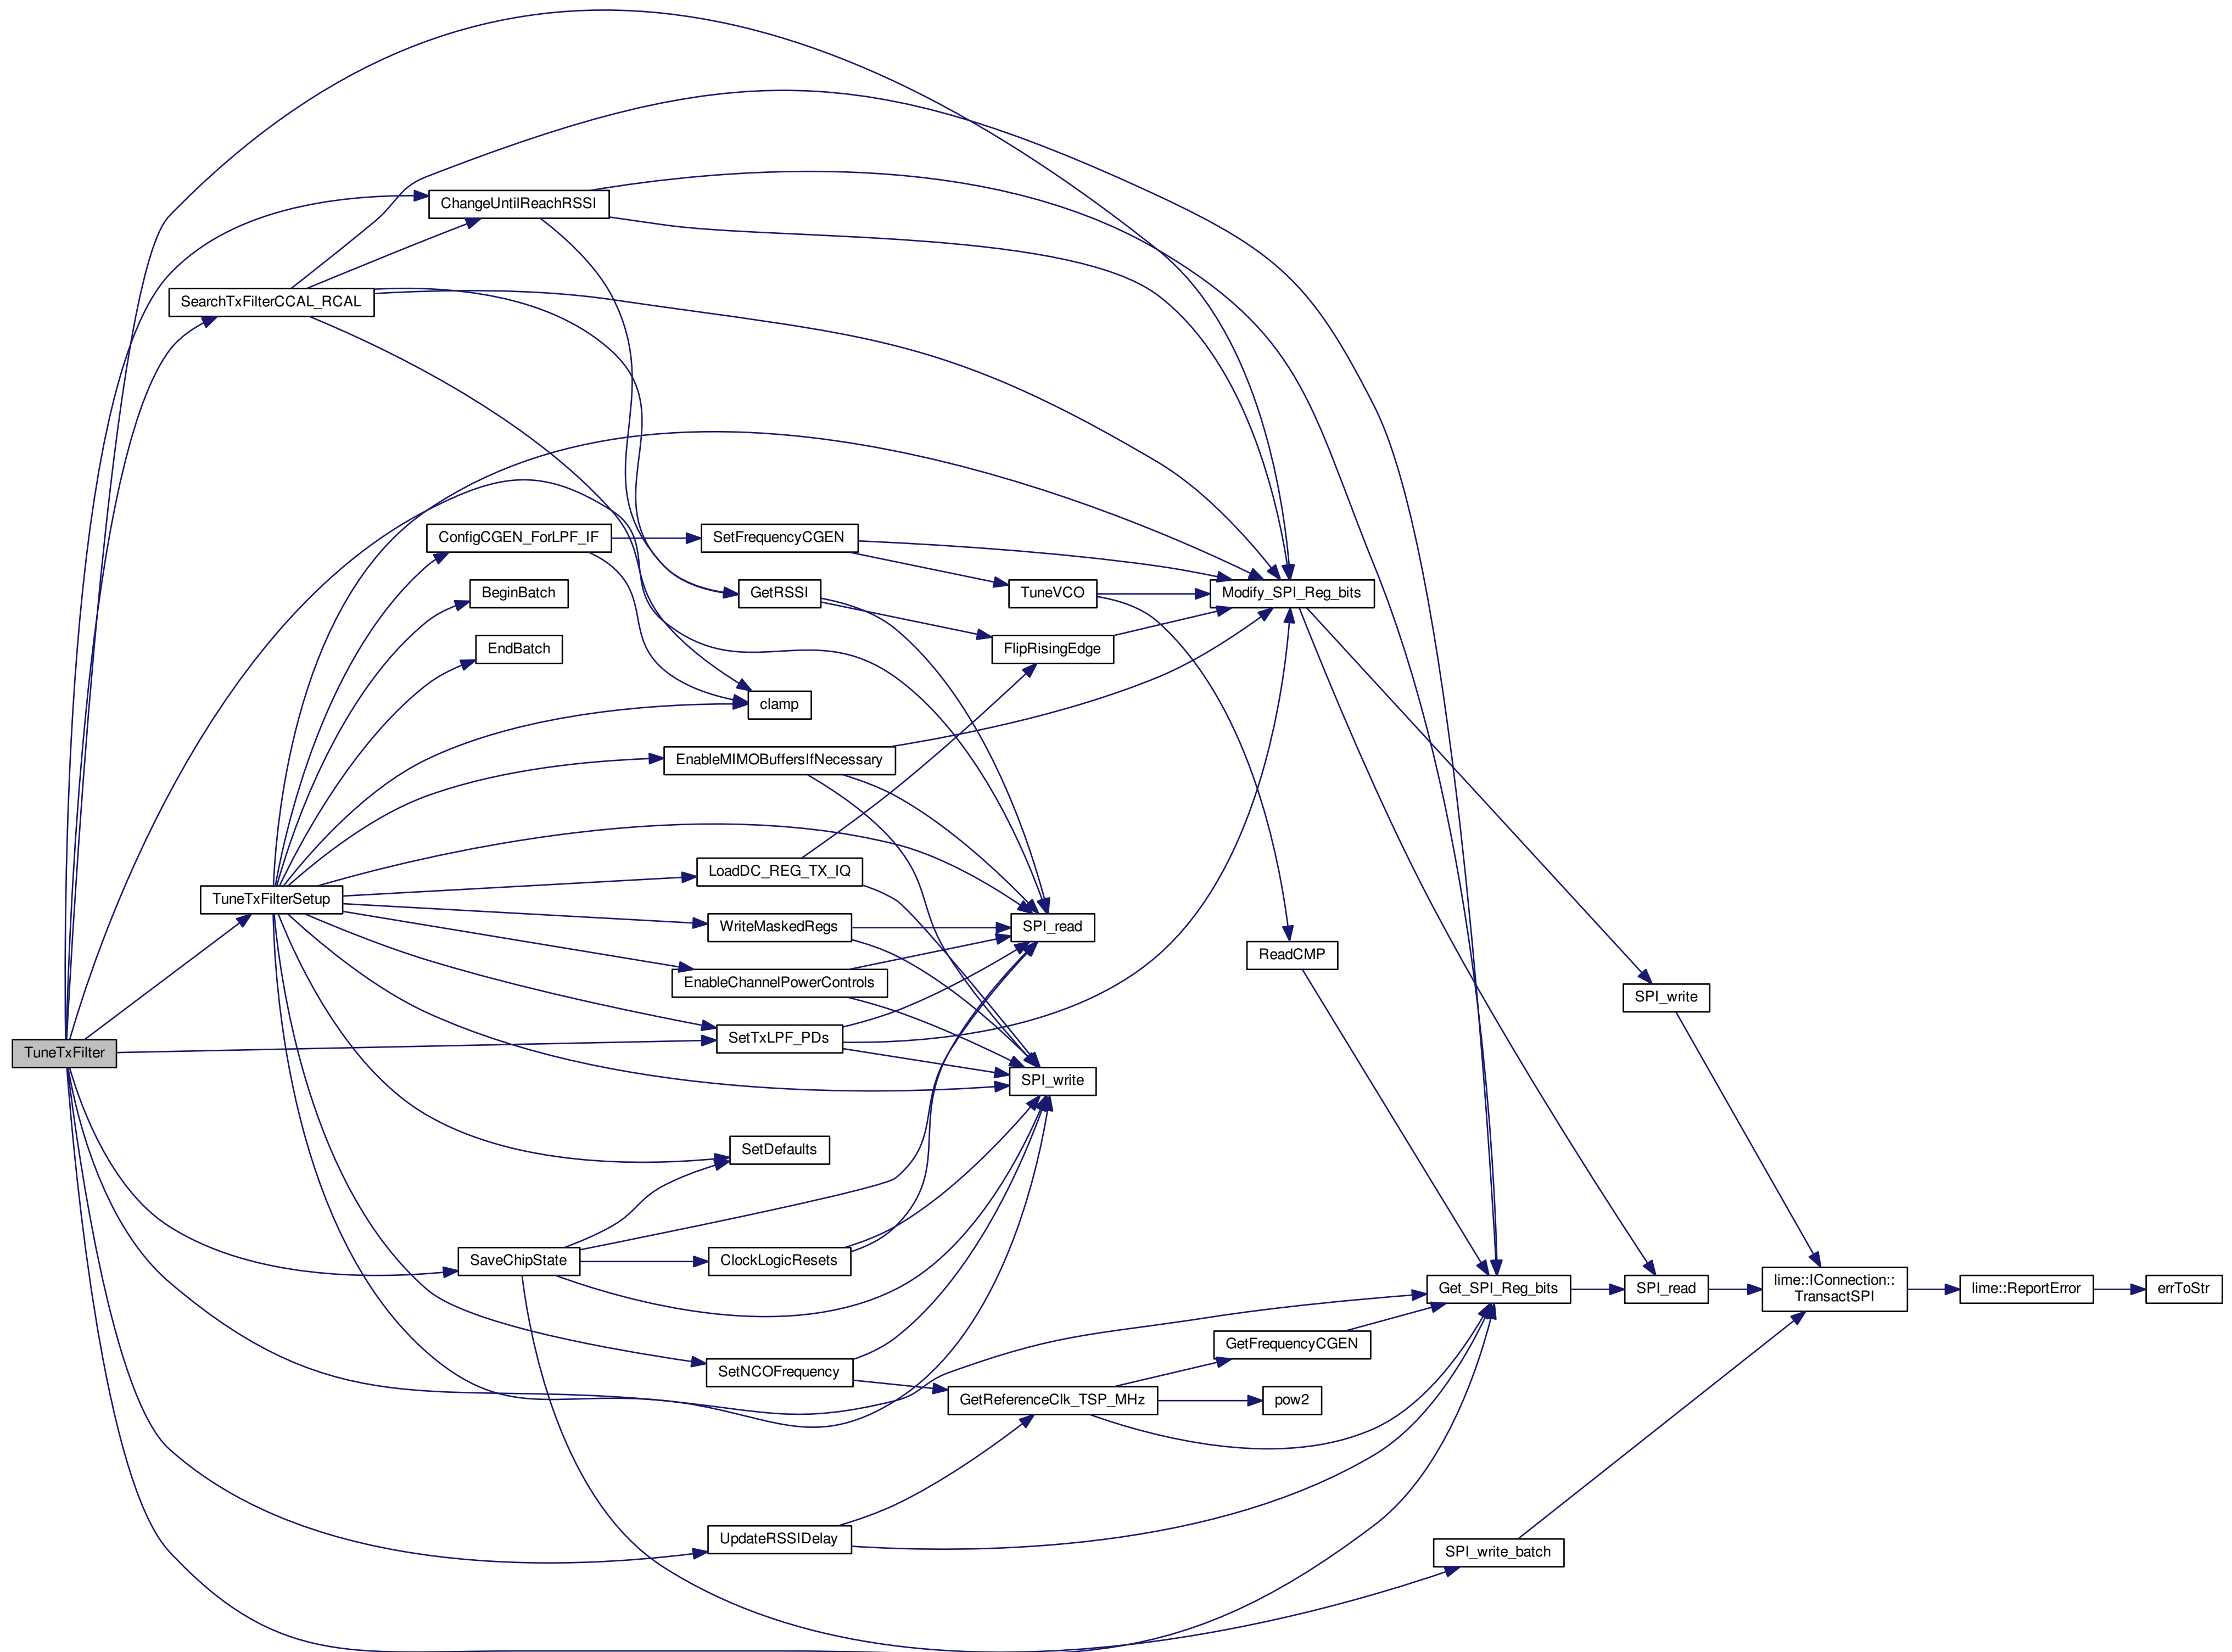 ChangeUntilReachRSSI
SearchTxFilterCCAL_RCAL
ConfigCGEN_ForLPF_IF
SetFrequencyCGEN
BeginBatch
GetRSSI
TuneVCO
Modify_SPI_Reg_bits
EndBatch
FlipRisingEdge
clamp
EnableMIMOBuffersIfNecessary
LoadDC_REG_TX_IQ
TuneTxFilterSetup
WriteMaskedRegs
SPI_read
ReadCMP
EnableChannelPowerControls
SPI_write
TuneTxFilter
SetTxLPF_PDs
SPI_write
SetDefaults
SaveChipState
ClockLogicResets
Get_SPI_Reg_bits
SPI_read
lime::IConnection::
TransactSPI
lime::ReportError
errToStr
GetFrequencyCGEN
SetNCOFrequency
GetReferenceClk_TSP_MHz
pow2
UpdateRSSIDelay
SPI_write_batch